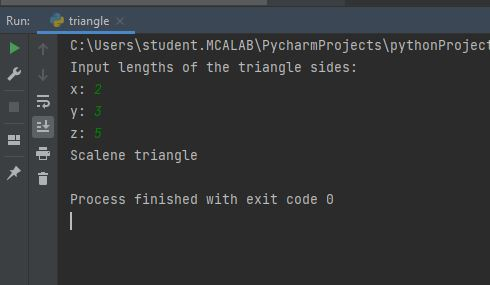 Run:
triangle
C:\Users\student.MCALAB\PycharmProjects\pythonProject
Input lengths of the triangle sides:
x: 2
y: 3
z: 5
Scalene triangle
Process finished with exit code 0